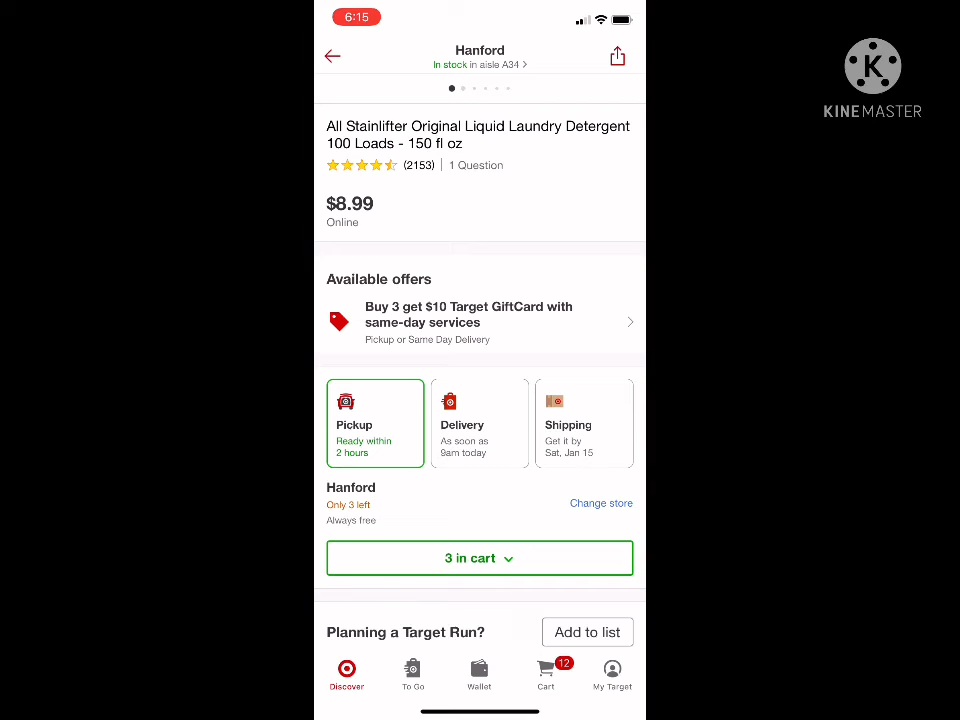 6:15
Hanford
In stock in aisle A34
K
KINEMASTER
All Stainlifter Original Liquid Laundry Detergent
100 Loads - 150 fl oz
(2153) | 1 Question
$8.99
Online
Available offers
Buy 3 get $10 Target GiftCard with
same-day services
Pickup or Same Day Delivery
Pickup
Ready within
2 hours
Delivery
As soon as
9am today
Shipping
Get it by
Sat, Jan 15
Hanford
Only 3 left
Change store
Always free
3 in cart
Planning a Target Run?
Add to list
12
Discover
To Go
Wallet
Cart
My Target